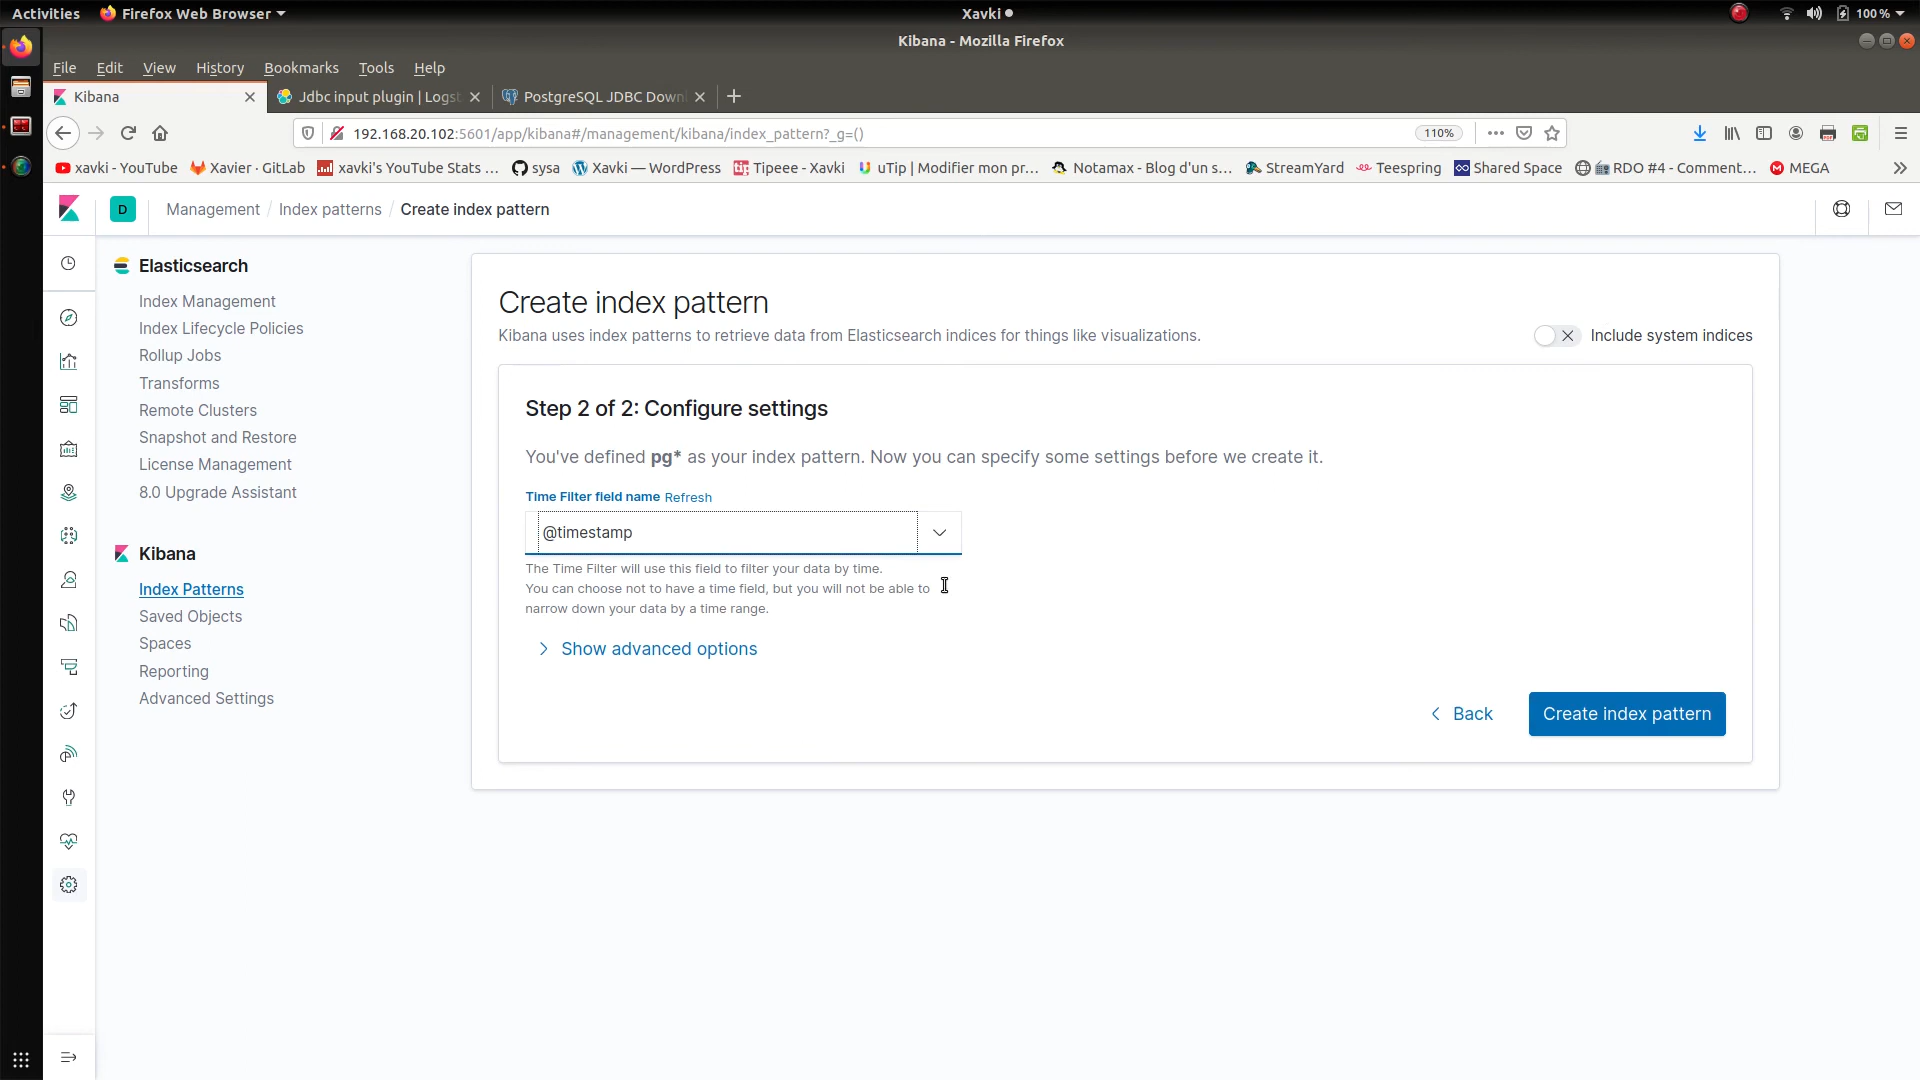 Activities
Firefox Web Browser
Xavki
100 %
Kibana - Mozilla Firefox
File Edit View History Bookmarks Tools Help
Kibana
Jdbc input plugin | Logst
PostgreSQL JDBC Down
192.168.20.102:5601/app/kibana#/management/kibana/index_pattern?_g=()
110%
xavki - YouTube
Xavier · GitLab
xavki's YouTube Stats ...
sysa
Xavki — WordPress
Tipeee - Xavki
uTip | Modifier mon pr...
Notamax - Blog d'un s...
StreamYard
Teespring
Shared Space
RDO #4 - Comment...
MEGA
D
Management / Index patterns / Create index pattern
Elasticsearch
Index Management
Index Lifecycle Policies
Rollup Jobs
Transforms
Remote Clusters
Snapshot and Restore
License Management
8.0 Upgrade Assistant
Kibana
Index Patterns
Saved Objects
Spaces
Reporting
Advanced Settings
Create index pattern
Kibana uses index patterns to retrieve data from Elasticsearch indices for things like visualizations.
Include system indices
Step 2 of 2: Configure settings
You've defined pg* as your index pattern. Now you can specify some settings before we create it.
Time Filter field name Refresh
@timestamp
The Time Filter will use this field to filter your data by time.
You can choose not to have a time field, but you will not be able to
narrow down your data by a time range.
Show advanced options
Back
Create index pattern